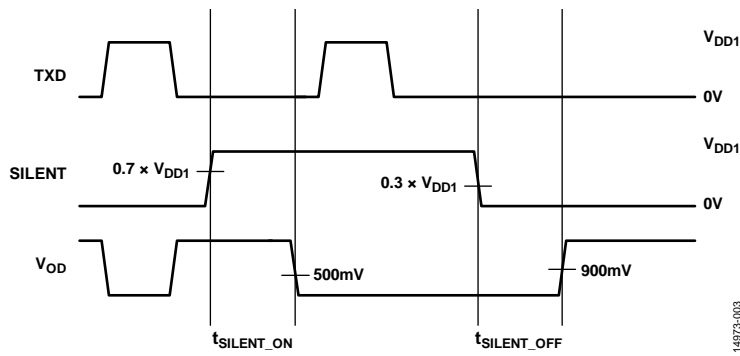 TXD
V_DD1
0V
SILENT
0.7 × V_DD1
0.3 × V_DD1
V_DD1
0V
V_OD
500mV
900mV
t_SILENT_ON
t_SILENT_OFF
14973-003